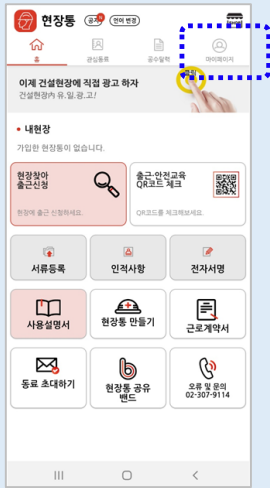 현장통
공지
언어 변경
홈
관심동료
공수달력
마이페이지
이제 건설현장에 직접 광고 하자
건설현장內 유.일.광.고!
클릭
내현장
가입한 현장통이 없습니다.
현장찾아
출근신청
현장에 출근 신청하세요.
출근·안전교육
QR코드 체크
QR코드를 체크해보세요.
서류등록
인적사항
전자서명
사용설명서
현장통 만들기
근로계약서
동료 초대하기
현장통 공유
밴드
오류 및 문의
02-307-9114